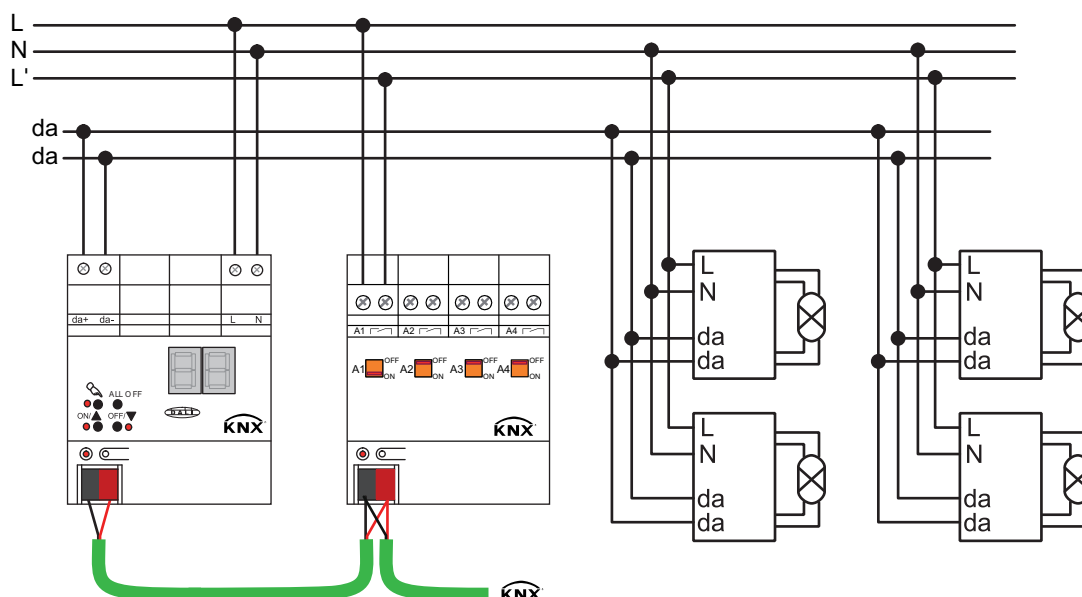 L
N
L'
da
da
da+ da- L N
ALL OFF
ON/▲ OFF/▼
DALI
KNX
A1 A2 A3 A4
A1 OFF ON A2 OFF ON A3 OFF ON A4 OFF ON
KNX
KNX
L
N
da
da
L
N
da
da
L
N
da
da
L
N
da
da